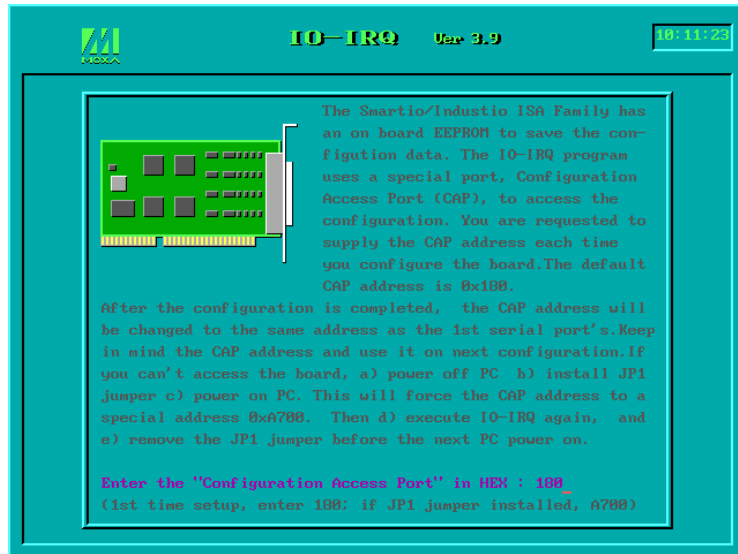 MOXA
IO-IRQ Ver 3.9
10:11:23
The Smartio/Industio ISA Family has
an on board EEPROM to save the con-
figution data. The IO-IRQ program
uses a special port, Configuration
Access Port (CAP), to access the
configuration. You are requested to
supply the CAP address each time
you configure the board.The default
CAP address is 0x180.
After the configuration is completed, the CAP address will
be changed to the same address as the 1st serial port's.Keep
in mind the CAP address and use it on next configuration.If
you can't access the board, a) power off PC b) install JP1
jumper c) power on PC. This will force the CAP address to a
special address 0xA700. Then d) execute IO-IRQ again, and
e) remove the JP1 jumper before the next PC power on.
Enter the "Configuration Access Port" in HEX : 180_
(1st time setup, enter 180; if JP1 jumper installed, A700)